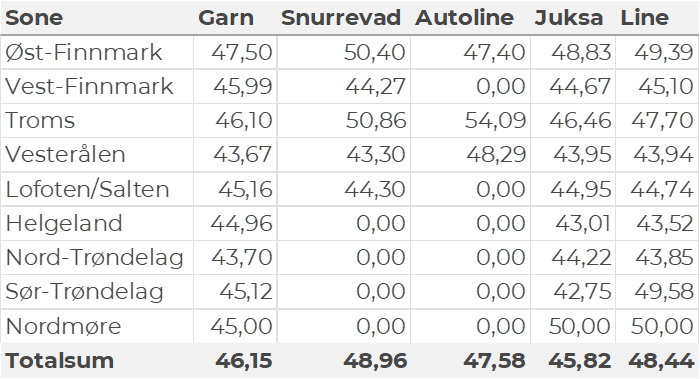 Sone Garn Snurrevad Autoline Juksa Line
Øst-Finnmark 47,50 50,40 47,40 48,83 49,39
Vest-Finnmark 45,99 44,27 0,00 44,67 45,10
Troms 46,10 50,86 54,09 46,46 47,70
Vesterålen 43,67 43,30 48,29 43,95 43,94
Lofoten/Salten 45,16 44,30 0,00 44,95 44,74
Helgeland 44,96 0,00 0,00 43,01 43,52
Nord-Trøndelag 43,70 0,00 0,00 44,22 43,85
Sør-Trøndelag 45,12 0,00 0,00 42,75 49,58
Nordmøre 45,00 0,00 0,00 50,00 50,00
Totalsum 46,15 48,96 47,58 45,82 48,44